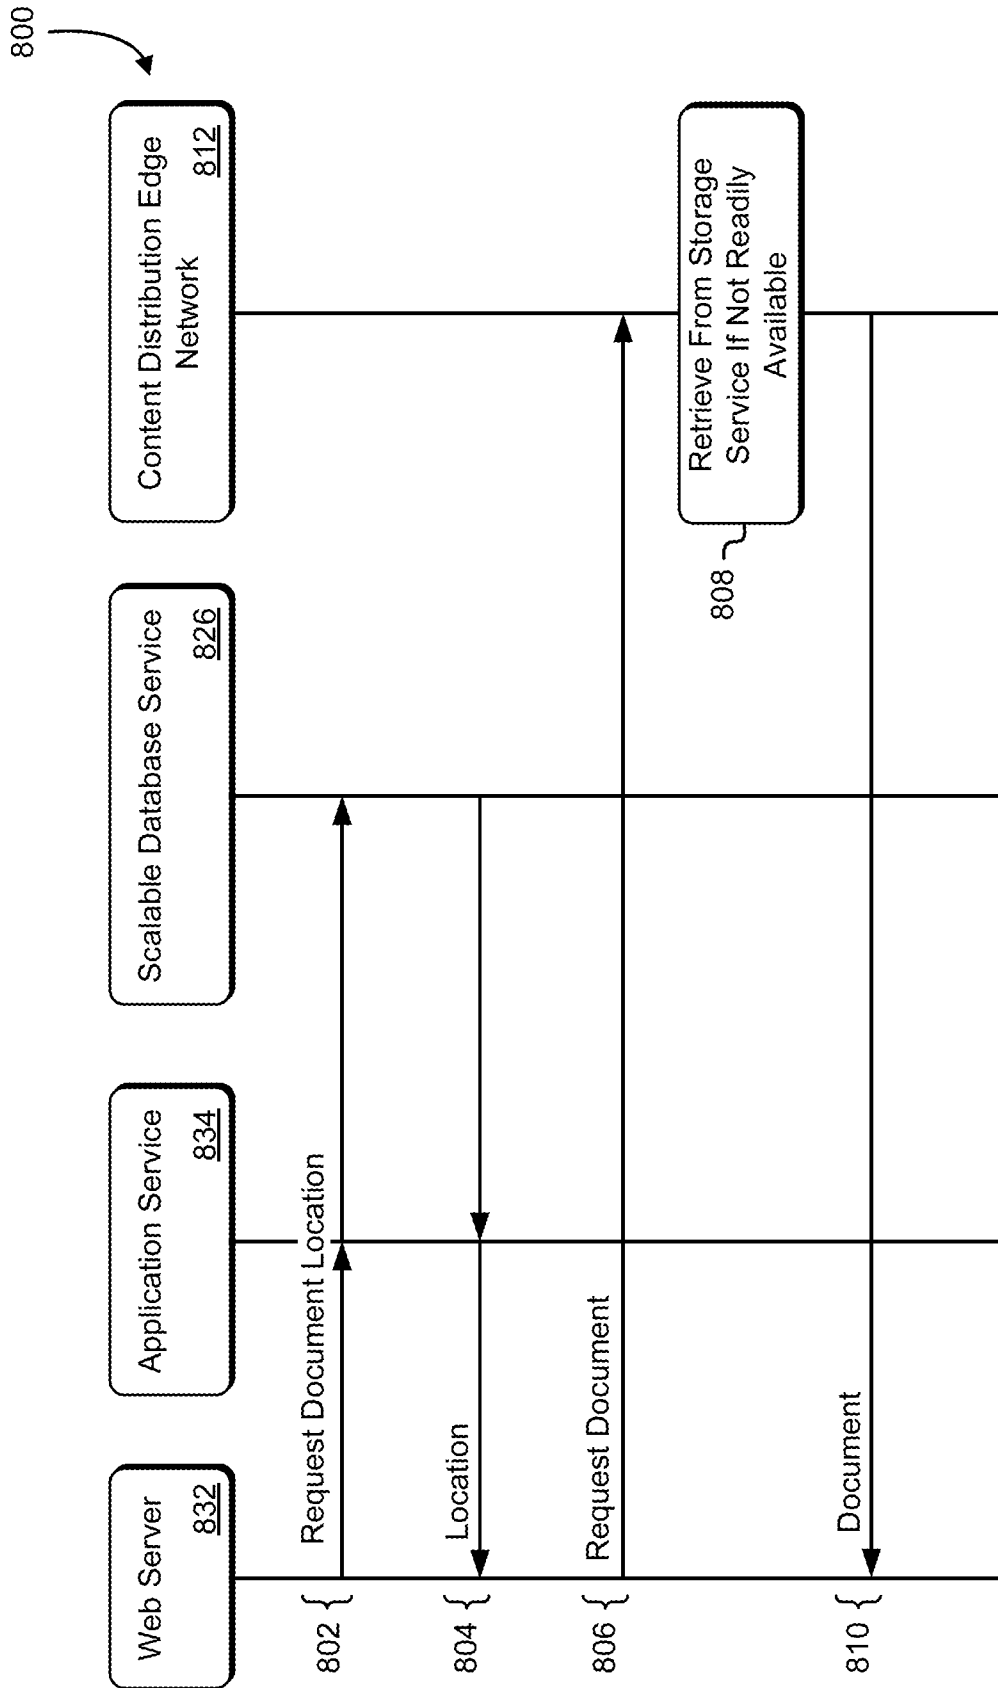 800
Web Server
832
Application Service
834
Scalable Database Service
826
Content Distribution Edge
Network
812
802
Request Document Location
804
Location
806
Request Document
808
Retrieve From Storage
Service If Not Readily
Available
810
Document